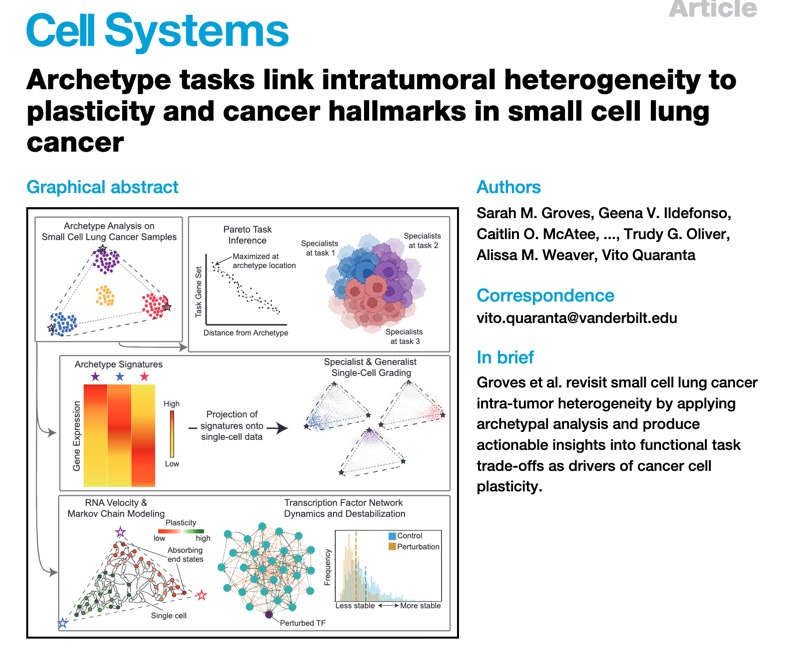 Article
Cell Systems
Archetype tasks link intratumoral heterogeneity to
plasticity and cancer hallmarks in small cell lung
cancer
Graphical abstract
Archetype Analysis on
Small Cell Lung Cancer Samples
Pareto Task
Inference
Maximized at
archetype location
Task Gene Set
Distance from Archetype
Specialists
at task 1
Specialists
at task 2
Specialists
at task 3
Archetype Signatures
Gene Expression
High
Low
Projection of
signatures onto
single-cell data
Specialist & Generalist
Single-Cell Grading
RNA Velocity &
Markov Chain Modeling
Plasticity
low high
Absorbing
end states
Single cell
Transcription Factor Network
Dynamics and Destabilization
Perturbed TF
Frequency
Control
Perturbation
Less stable More stable
Authors
Sarah M. Groves, Geena V. Ildefonso,
Caitlin O. McAtee, ..., Trudy G. Oliver,
Alissa M. Weaver, Vito Quaranta
Correspondence
vito.quaranta@vanderbilt.edu
In brief
Groves et al. revisit small cell lung cancer
intra-tumor heterogeneity by applying
archetypal analysis and produce
actionable insights into functional task
trade-offs as drivers of cancer cell
plasticity.